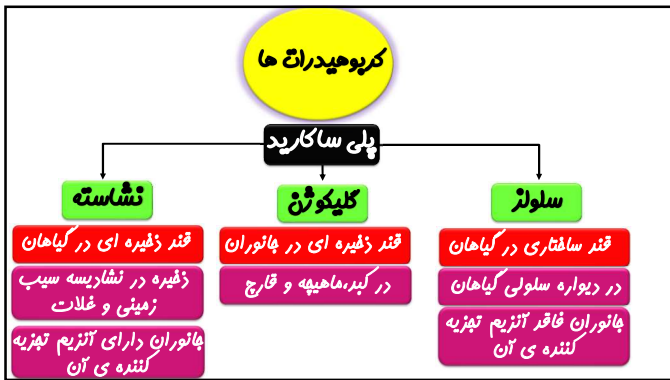 کربوهیدرات ها
پلی ساکارید
سلولز
قند ساختاری در گیاهان
در دیواره سلولی گیاهان
جانوران فاقد آنزیم تجزیه
کننده ی آن
گلیکوژن
قند ذخیره ای در جانوران
در کبد،ماهیچه و قارچ
نشاسته
قند ذخیره ای در گیاهان
ذخیره در نشادیسه سیب
زمینی و غلات
جانوران دارای آنزیم تجزیه
کننده ی آن